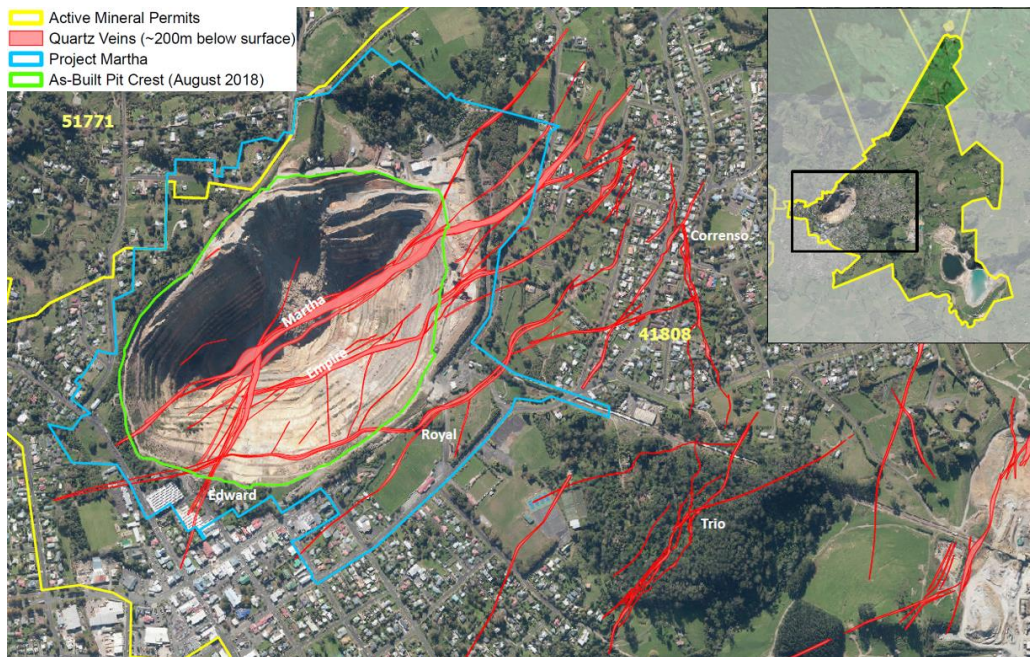 Active Mineral Permits
Quartz Veins (~200m below surface)
Project Martha
As-Built Pit Crest (August 2018)
51771
Correnso
Martha
41808
Empire
Royal
Edward
Trio